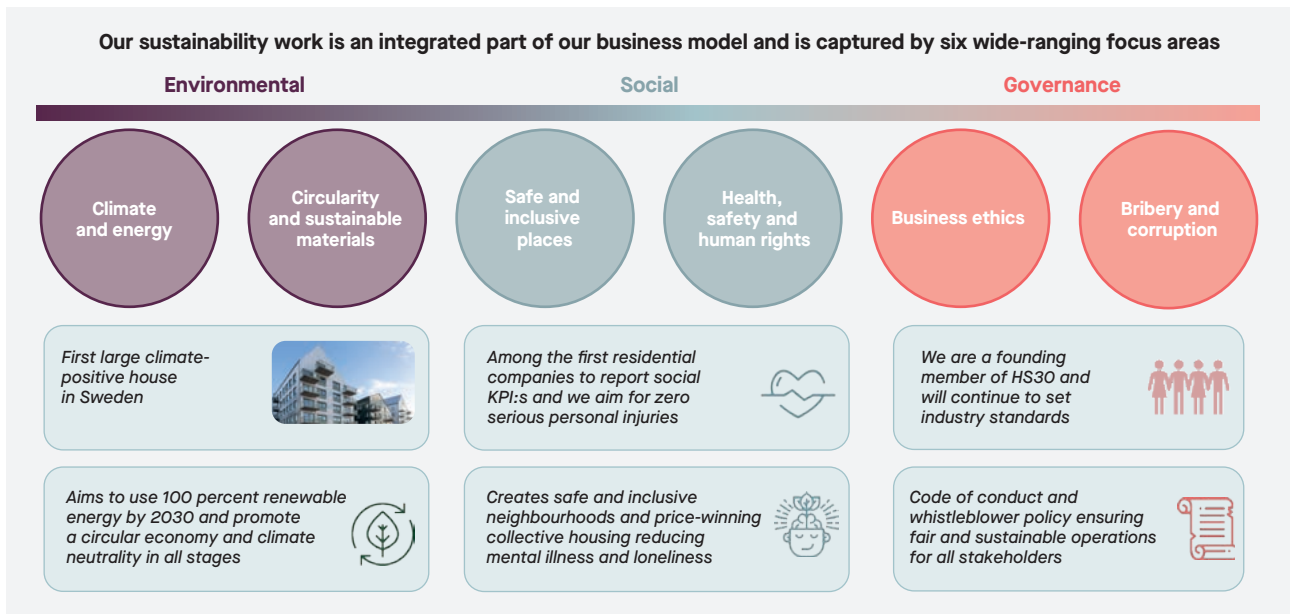 Our sustainability work is an integrated part of our business model and is captured by six wide-ranging focus areas
Environmental
Social
Governance
Climate
and energy
Circularity
and sustainable
materials
Safe and
inclusive
places
Health,
safety and
human rights
Business ethics
Bribery and
corruption
First large climate-
positive house
in Sweden
Among the first residential
companies to report social
KPI:s and we aim for zero
serious personal injuries
We are a founding
member of HS30 and
will continue to set
industry standards
Aims to use 100 percent renewable
energy by 2030 and promote
a circular economy and climate
neutrality in all stages
Creates safe and inclusive
neighbourhoods and price-winning
collective housing reducing
mental illness and loneliness
Code of conduct and
whistleblower policy ensuring
fair and sustainable operations
for all stakeholders